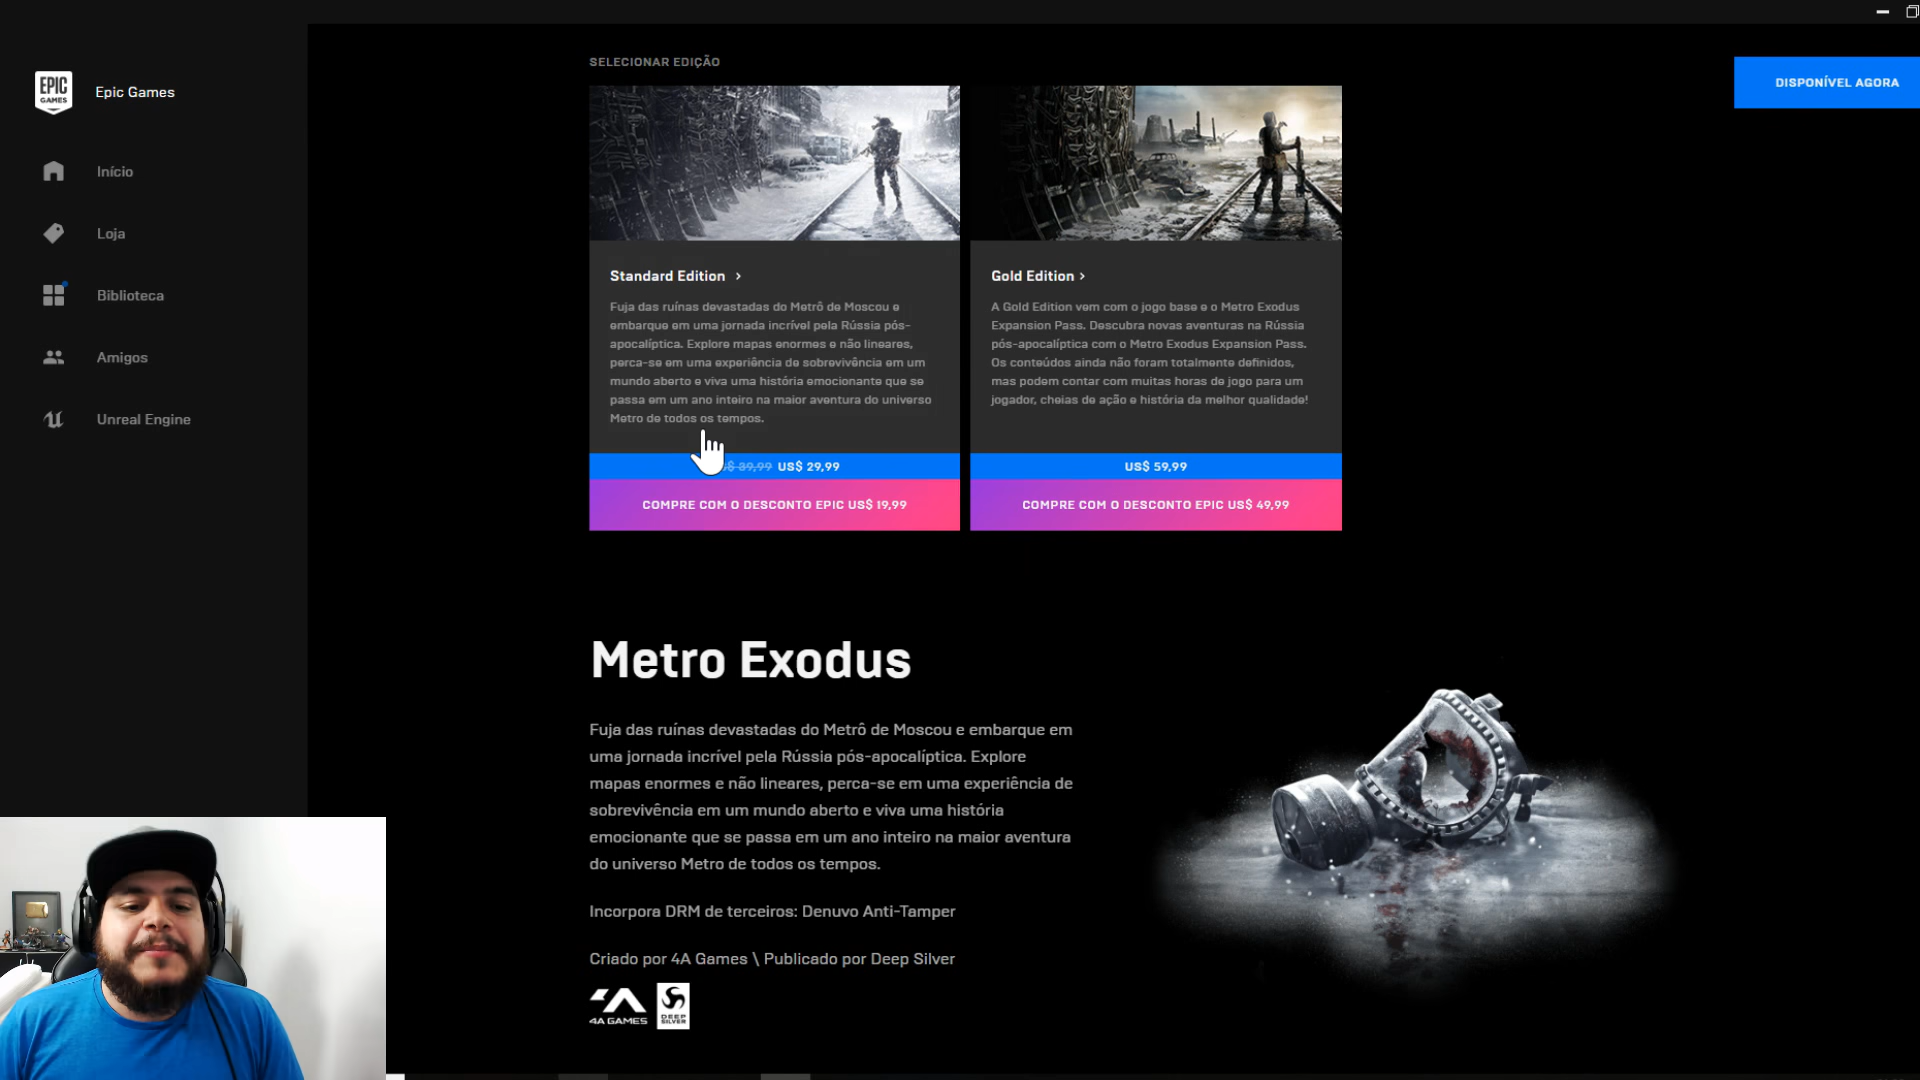 SELECIONAR EDIÇÃO
DISPONÍVEL AGORA
EPIC
GAMES
Epic Games
Início
Loja
Biblioteca
Amigos
Unreal Engine
Standard Edition >
Fuja das ruínas devastadas do Metrô de Moscou e
embarque em uma jornada incrível pela Rússia pós-
apocalíptica. Explore mapas enormes e não lineares,
perca-se em uma experiência de sobrevivência em um
mundo aberto e viva uma história emocionante que se
passa em um ano inteiro na maior aventura do universo
Metro de todos os tempos.
$ 39,99 US$ 29,99
COMPRE COM O DESCONTO EPIC US$ 19,99
Gold Edition >
A Gold Edition vem com o jogo base e o Metro Exodus
Expansion Pass. Descubra novas aventuras na Rússia
pós-apocalíptica com o Metro Exodus Expansion Pass.
Os conteúdos ainda não foram totalmente definidos,
mas podem contar com muitas horas de jogo para um
jogador, cheias de ação e história da melhor qualidade!
US$ 59,99
COMPRE COM O DESCONTO EPIC US$ 49,99
Metro Exodus
Fuja das ruínas devastadas do Metrô de Moscou e embarque em
uma jornada incrível pela Rússia pós-apocalíptica. Explore
mapas enormes e não lineares, perca-se em uma experiência de
sobrevivência em um mundo aberto e viva uma história
emocionante que se passa em um ano inteiro na maior aventura
do universo Metro de todos os tempos.
Incorpora DRM de terceiros: Denuvo Anti-Tamper
Criado por 4A Games \ Publicado por Deep Silver
4A GAMES
DEEP
SILVER